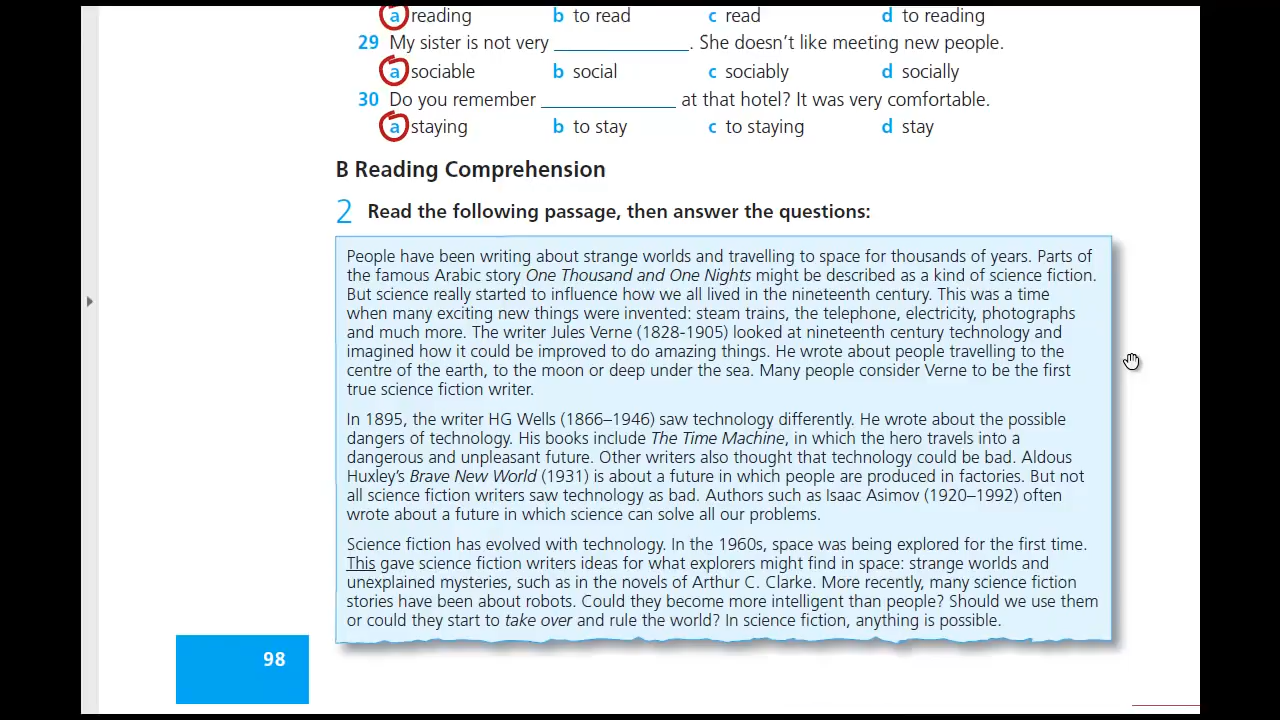 a reading b to read c read d to reading
29 My sister is not very ______________. She doesn't like meeting new people.
a sociable b social c sociably d socially
30 Do you remember ______________ at that hotel? It was very comfortable.
a staying b to stay c to staying d stay
B Reading Comprehension
2 Read the following passage, then answer the questions:
People have been writing about strange worlds and travelling to space for thousands of years. Parts of
the famous Arabic story One Thousand and One Nights might be described as a kind of science fiction.
But science really started to influence how we all lived in the nineteenth century. This was a time
when many exciting new things were invented: steam trains, the telephone, electricity, photographs
and much more. The writer Jules Verne (1828-1905) looked at nineteenth century technology and
imagined how it could be improved to do amazing things. He wrote about people travelling to the
centre of the earth, to the moon or deep under the sea. Many people consider Verne to be the first
true science fiction writer.
In 1895, the writer HG Wells (1866–1946) saw technology differently. He wrote about the possible
dangers of technology. His books include The Time Machine, in which the hero travels into a
dangerous and unpleasant future. Other writers also thought that technology could be bad. Aldous
Huxley's Brave New World (1931) is about a future in which people are produced in factories. But not
all science fiction writers saw technology as bad. Authors such as Isaac Asimov (1920–1992) often
wrote about a future in which science can solve all our problems.
Science fiction has evolved with technology. In the 1960s, space was being explored for the first time.
This gave science fiction writers ideas for what explorers might find in space: strange worlds and
unexplained mysteries, such as in the novels of Arthur C. Clarke. More recently, many science fiction
stories have been about robots. Could they become more intelligent than people? Should we use them
or could they start to take over and rule the world? In science fiction, anything is possible.
98